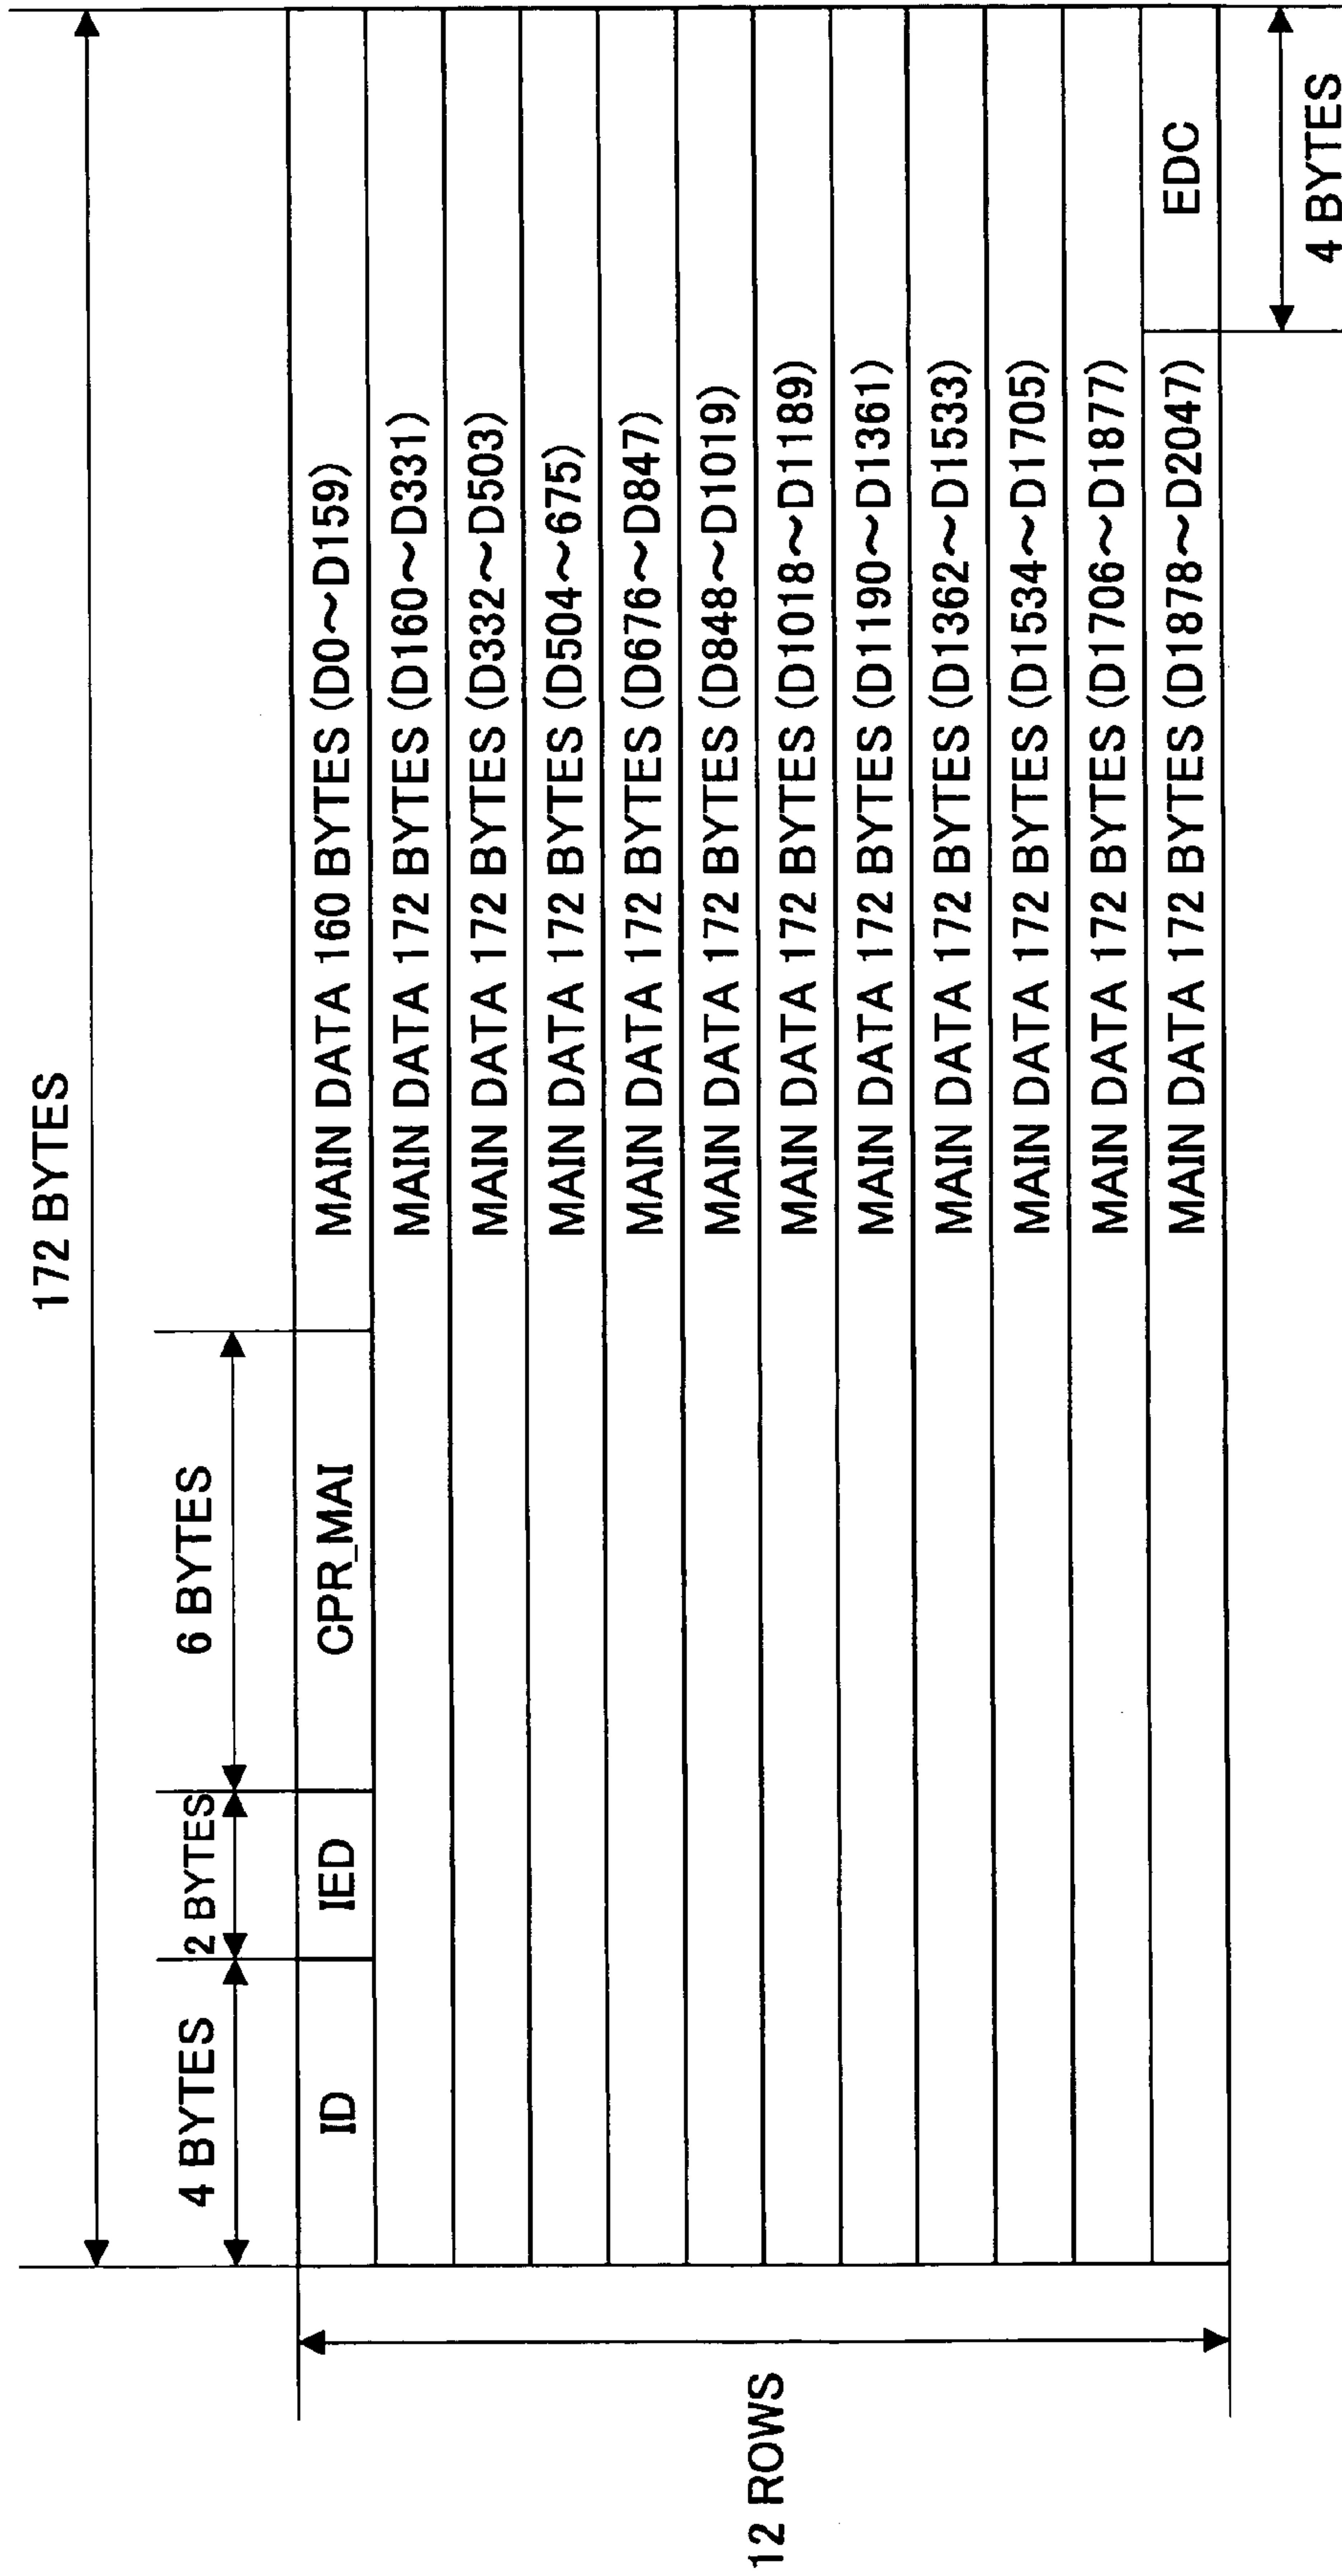 172 BYTES
4 BYTES
2 BYTES
6 BYTES
ID
IED
CPR_MAI
MAIN DATA 160 BYTES (D0~D159)
MAIN DATA 172 BYTES (D160~D331)
MAIN DATA 172 BYTES (D332~D503)
MAIN DATA 172 BYTES (D504~675)
MAIN DATA 172 BYTES (D676~D847)
MAIN DATA 172 BYTES (D848~D1019)
MAIN DATA 172 BYTES (D1018~D1189)
MAIN DATA 172 BYTES (D1190~D1361)
MAIN DATA 172 BYTES (D1362~D1533)
MAIN DATA 172 BYTES (D1534~D1705)
MAIN DATA 172 BYTES (D1706~D1877)
MAIN DATA 172 BYTES (D1878~D2047)
EDC
12 ROWS
4 BYTES